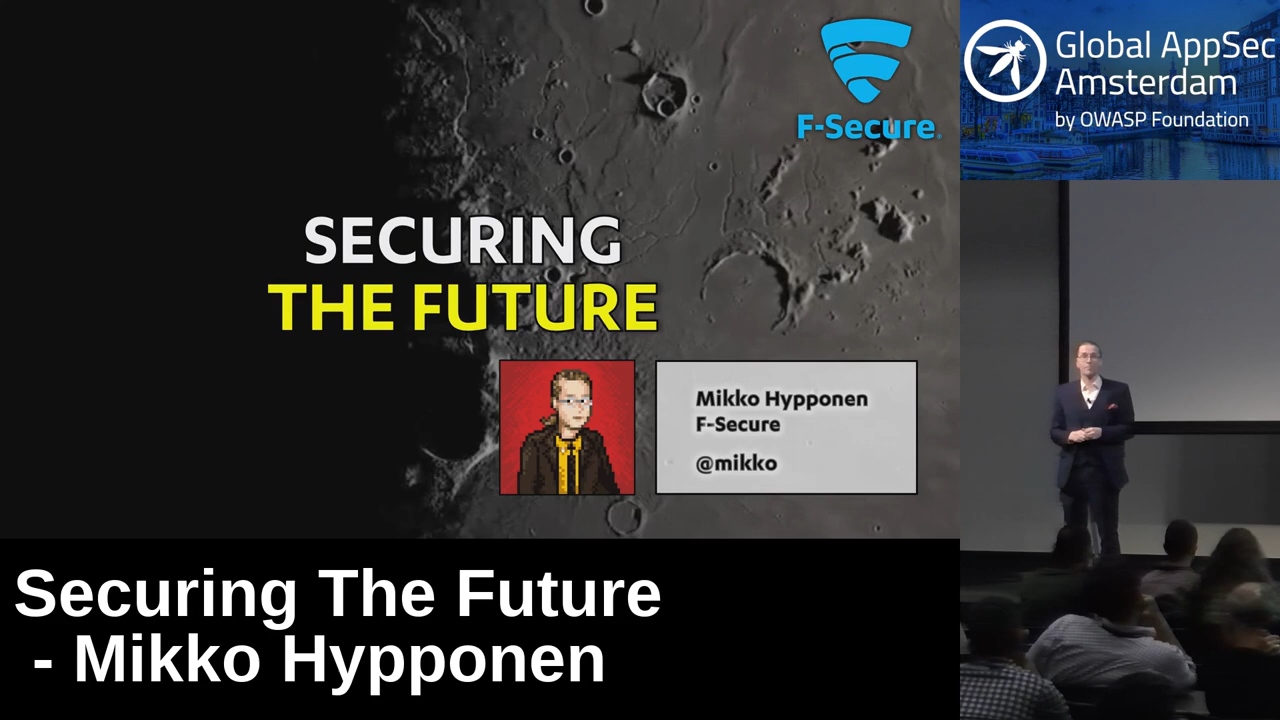 F-Secure
SECURING
THE FUTURE
Mikko Hypponen
F-Secure
@mikko
Securing The Future
- Mikko Hypponen
Global AppSec
Amsterdam
by OWASP Foundation